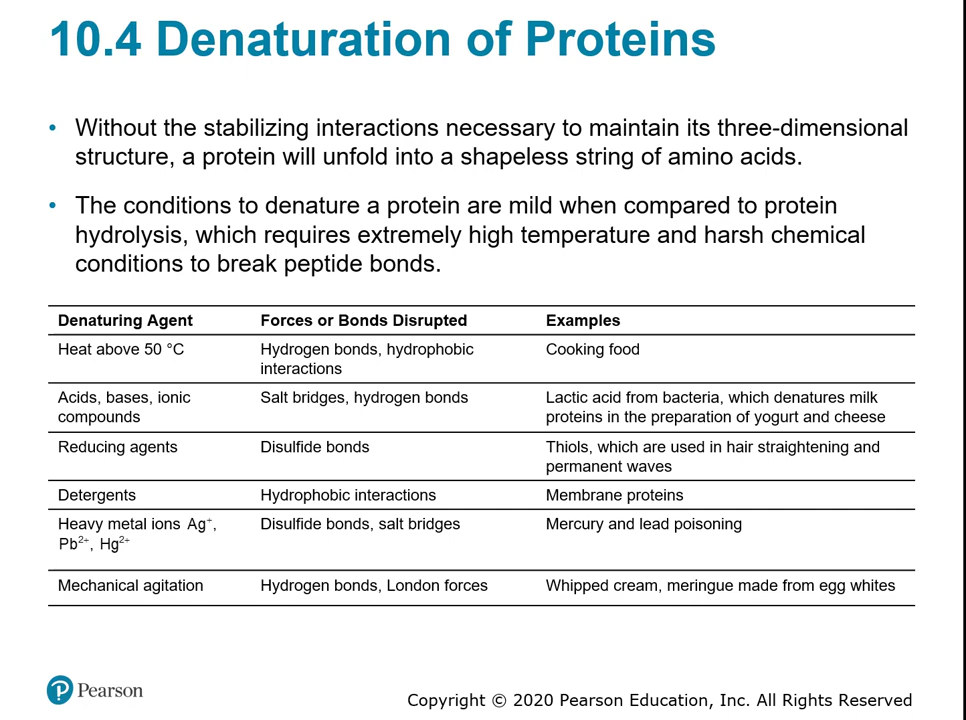 10.4 Denaturation of Proteins
• Without the stabilizing interactions necessary to maintain its three-dimensional
structure, a protein will unfold into a shapeless string of amino acids.
• The conditions to denature a protein are mild when compared to protein
hydrolysis, which requires extremely high temperature and harsh chemical
conditions to break peptide bonds.
Denaturing Agent Forces or Bonds Disrupted Examples
Heat above 50 °C Hydrogen bonds, hydrophobic Cooking food
interactions
Acids, bases, ionic Salt bridges, hydrogen bonds Lactic acid from bacteria, which denatures milk
compounds proteins in the preparation of yogurt and cheese
Reducing agents Disulfide bonds Thiols, which are used in hair straightening and
permanent waves
Detergents Hydrophobic interactions Membrane proteins
Heavy metal ions Ag⁺, Disulfide bonds, salt bridges Mercury and lead poisoning
Pb²⁺, Hg²⁺
Mechanical agitation Hydrogen bonds, London forces Whipped cream, meringue made from egg whites
P Pearson
Copyright © 2020 Pearson Education, Inc. All Rights Reserved